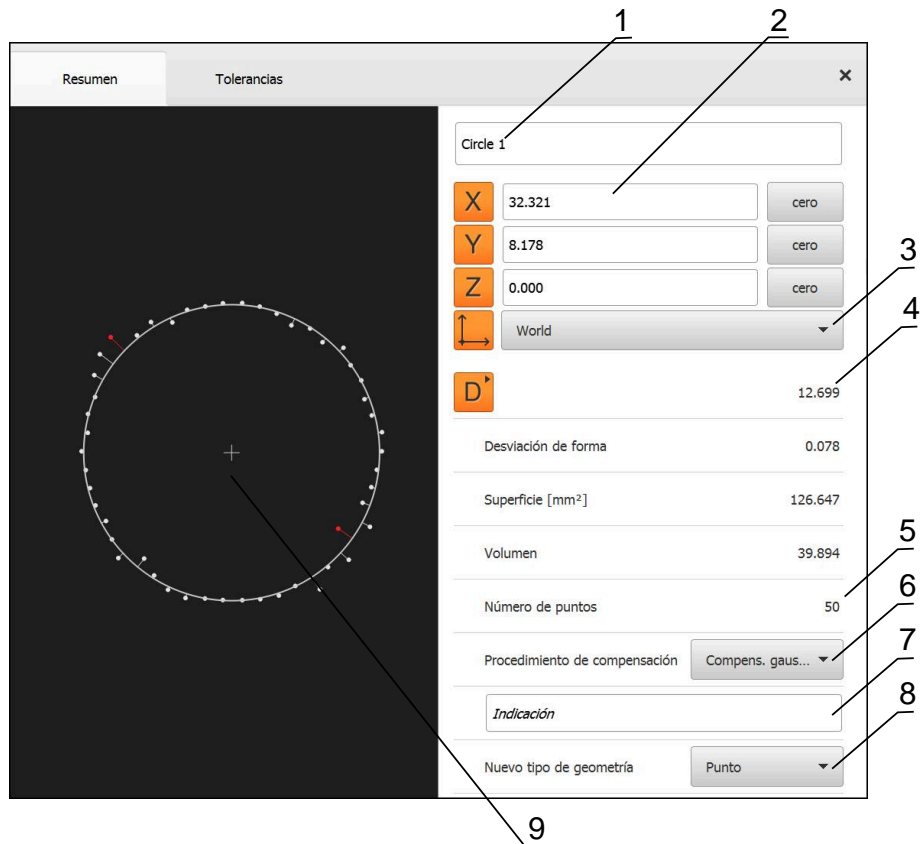 1
2
Resumen
Tolerancias
×
Circle 1
X
32.321
cero
Y
8.178
cero
Z
0.000
cero
3
World
4
D
12.699
Desviación de forma
0.078
Superficie [mm²]
126.647
Volumen
39.894
5
Número de puntos
50
6
Procedimiento de compensación
Compens. gaus...
7
Indicación
8
Nuevo tipo de geometría
Punto
9